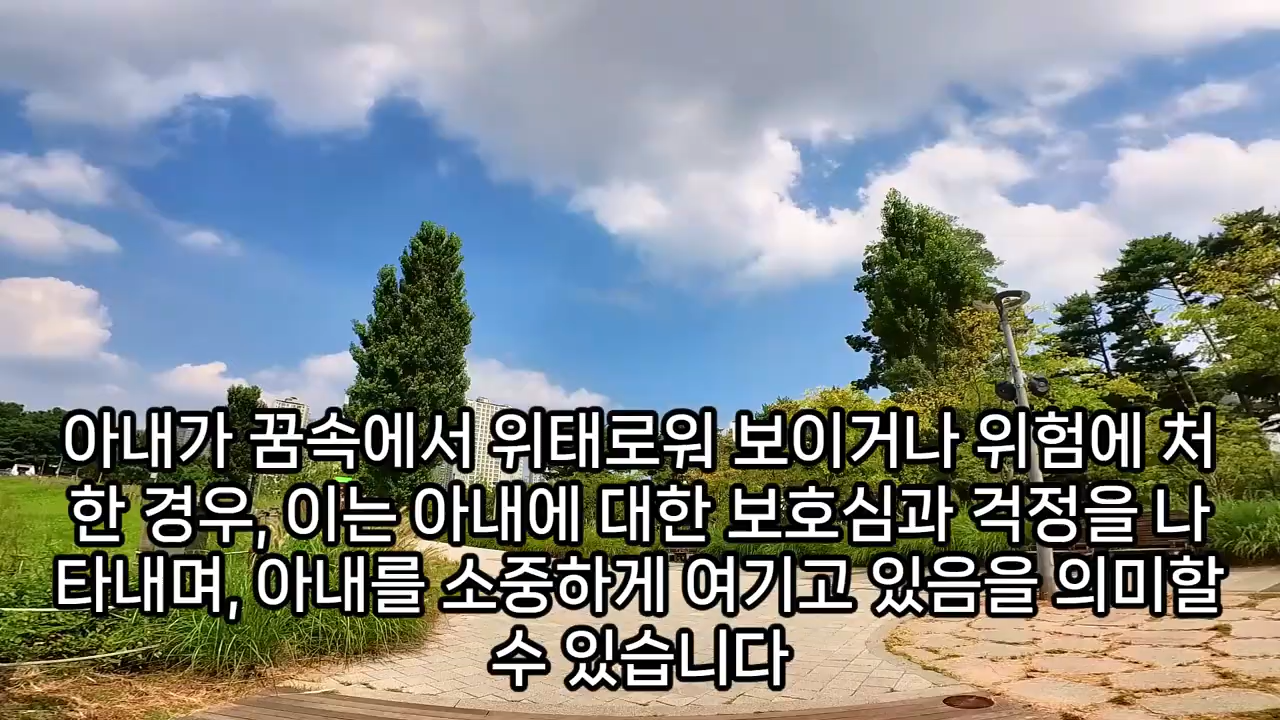 아내가 꿈속에서 위태로워 보이거나 위험에 처
한 경우, 이는 아내에 대한 보호심과 걱정을 나
타내며, 아내를 소중하게 여기고 있음을 의미할
수 있습니다